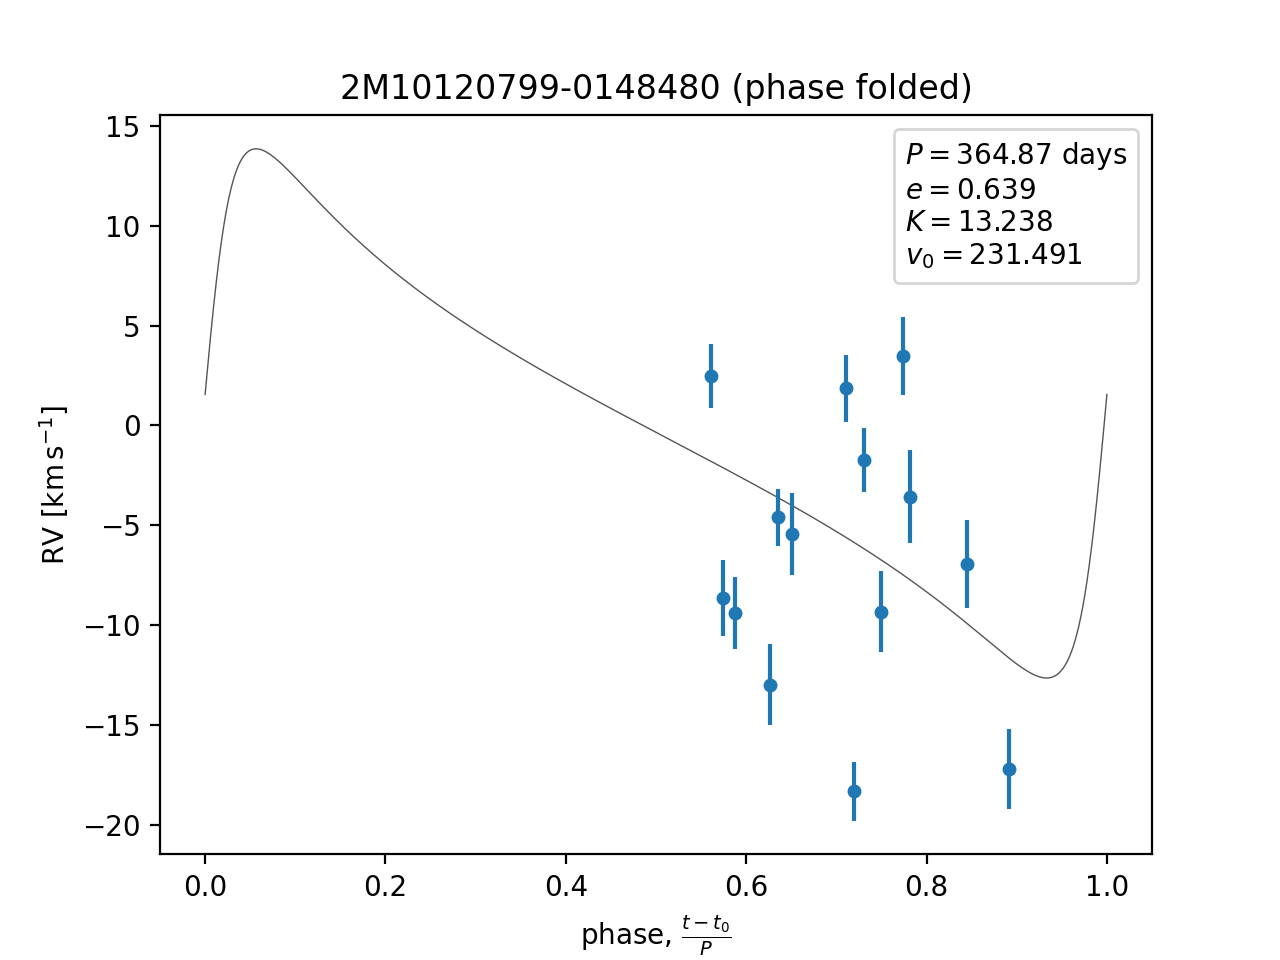 2M10120799-0148480 (phase folded)
P = 364.87 days
e = 0.639
K = 13.238
v₀ = 231.491
15
10
5
0
−5
−10
−15
−20
RV [km s⁻¹]
0.0 0.2 0.4 0.6 0.8 1.0
phase, (t − t₀)/P